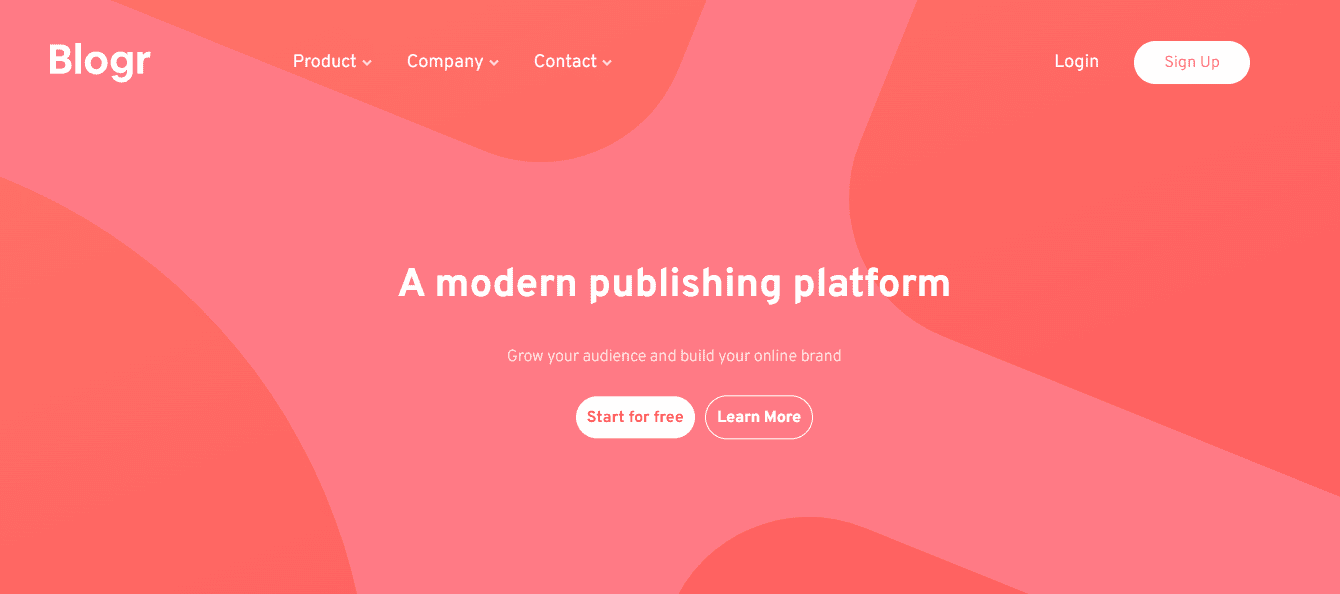 Blogr Product Company Contact Login Sign Up
A modern publishing platform
Grow your audience and build your online brand
Start for free Learn More